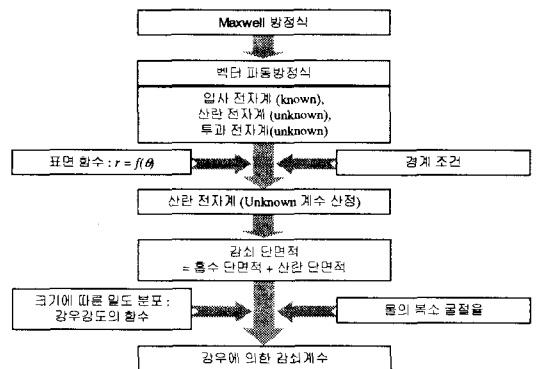 Maxwell 방정식
벡터 파동방정식
입사 전자계 (known),
산란 전자계 (unknown),
투과 전자계(unknown)
표면 함수 : r = f(θ)
경계 조건
산란 전자계 (Unknown 계수 산정)
감쇠 단면적
= 흡수 단면적 + 산란 단면적
크기에 따른 밀도 분포 :
강우강도의 함수
물의 복소 굴절율
강우에 의한 감쇠계수